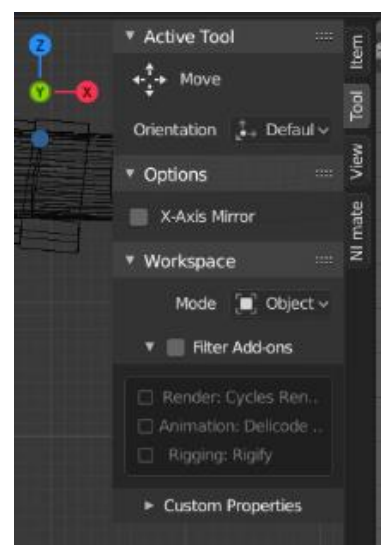 Z
Y
X
Active Tool
Move
Orientation Defaul
Options
X-Axis Mirror
Workspace
Mode Object
Filter Add-ons
Render: Cycles Ren..
Animation: Delicode ..
Rigging: Rigify
Custom Properties
Item
Tool
View
NI mate